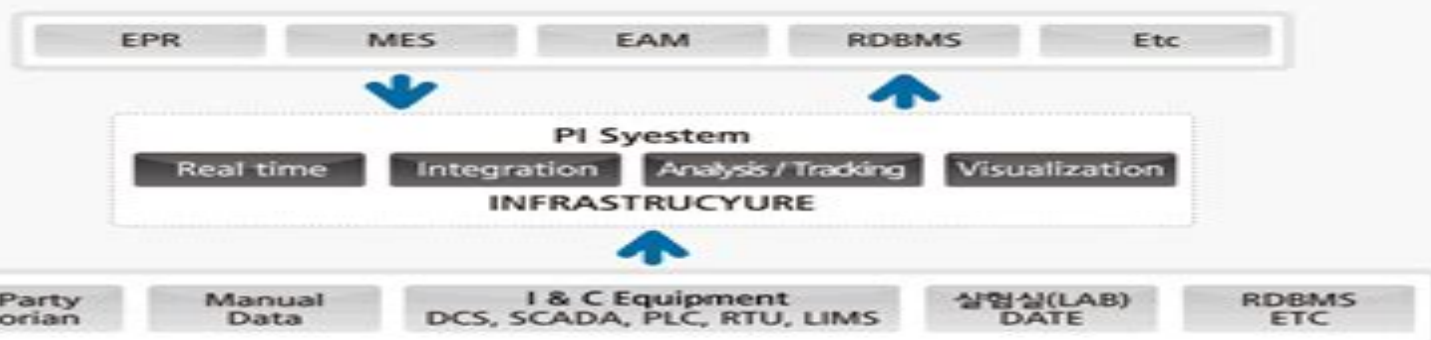 EPR MES EAM RDBMS Etc
PI Syestem
Real time Integration Analysis / Tracking Visualization
INFRASTRUCYURE
Party Manual I & C Equipment 실험실(LAB) RDBMS
orian Data DCS, SCADA, PLC, RTU, LIMS DATE ETC